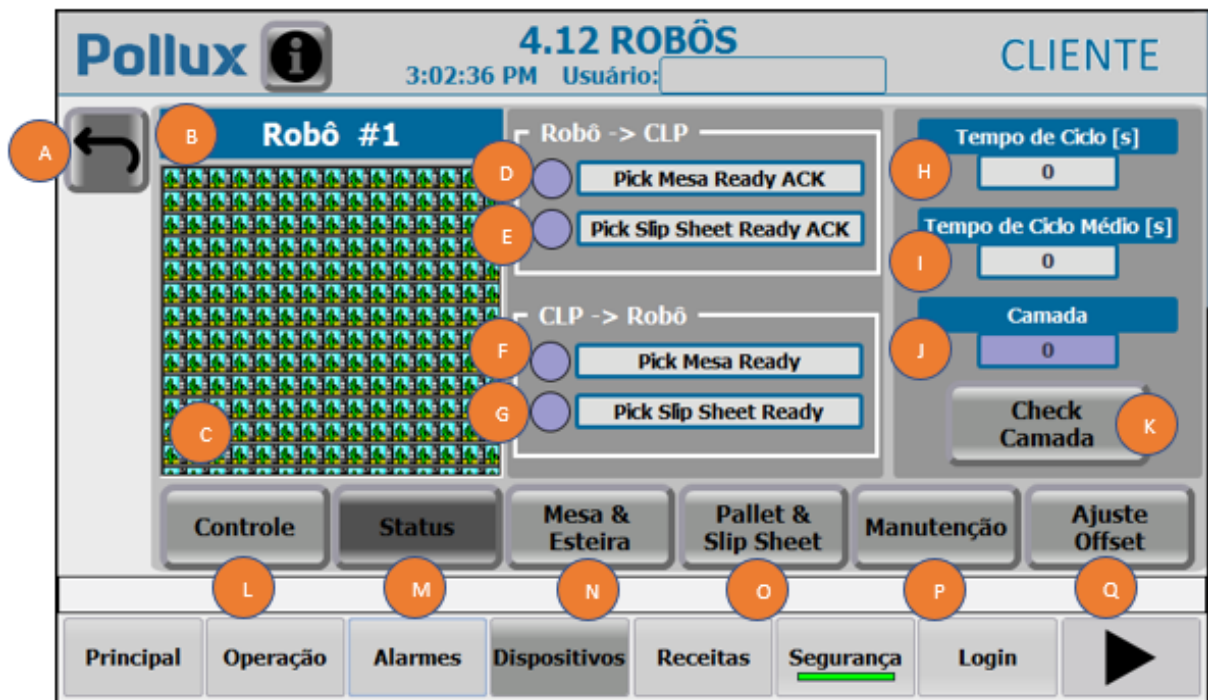 Pollux
i
4.12 ROBÔS
3:02:36 PM Usuário:
CLIENTE
A
B
Robô #1
C
Robô -> CLP
D
Pick Mesa Ready ACK
E
Pick Slip Sheet Ready ACK
CLP -> Robô
F
Pick Mesa Ready
G
Pick Slip Sheet Ready
Tempo de Ciclo [s]
H
0
Tempo de Ciclo Médio [s]
I
0
Camada
J
0
Check
Camada
K
Controle
Status
Mesa &
Esteira
Pallet &
Slip Sheet
Manutenção
Ajuste
Offset
L
M
N
O
P
Q
Principal
Operação
Alarmes
Dispositivos
Receitas
Segurança
Login